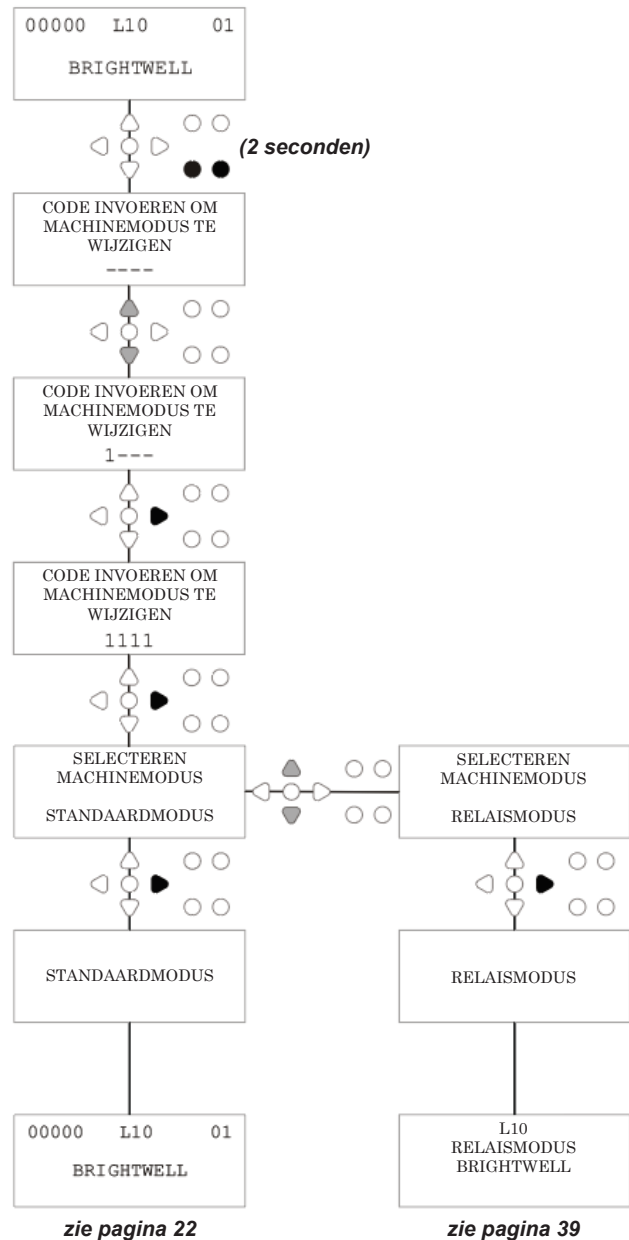 00000 L10 01
BRIGHTWELL
(2 seconden)
CODE INVOEREN OM
MACHINEMODUS TE
WIJZIGEN
----
CODE INVOEREN OM
MACHINEMODUS TE
WIJZIGEN
1---
CODE INVOEREN OM
MACHINEMODUS TE
WIJZIGEN
1111
SELECTEREN
MACHINEMODUS
STANDAARDMODUS
SELECTEREN
MACHINEMODUS
RELAISMODUS
STANDAARDMODUS
RELAISMODUS
00000 L10 01
BRIGHTWELL
L10
RELAISMODUS
BRIGHTWELL
zie pagina 22
zie pagina 39